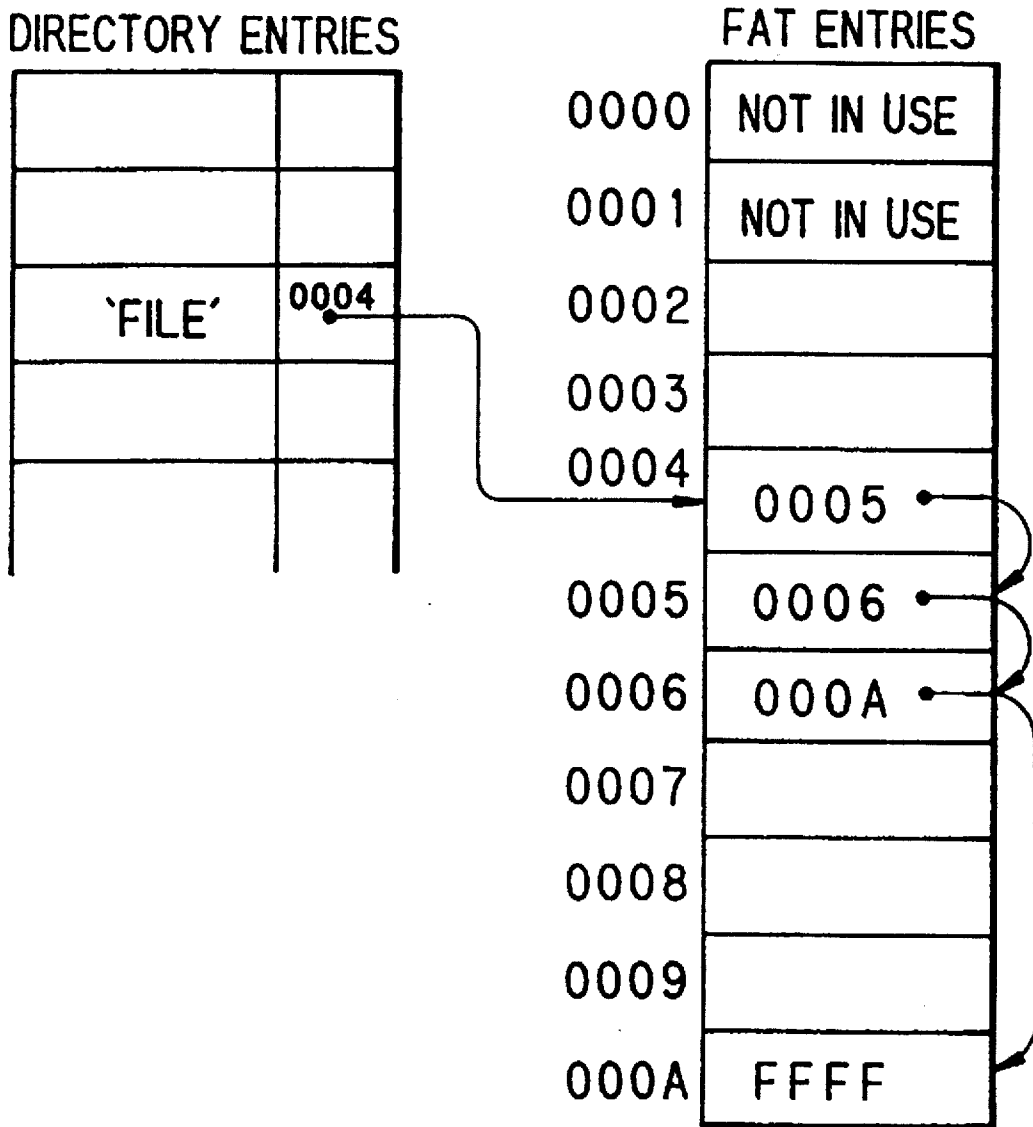 DIRECTORY ENTRIES
`FILE´ 0004
FAT ENTRIES
0000 NOT IN USE
0001 NOT IN USE
0002
0003
0004 0005
0005 0006
0006 000A
0007
0008
0009
000A FFFF